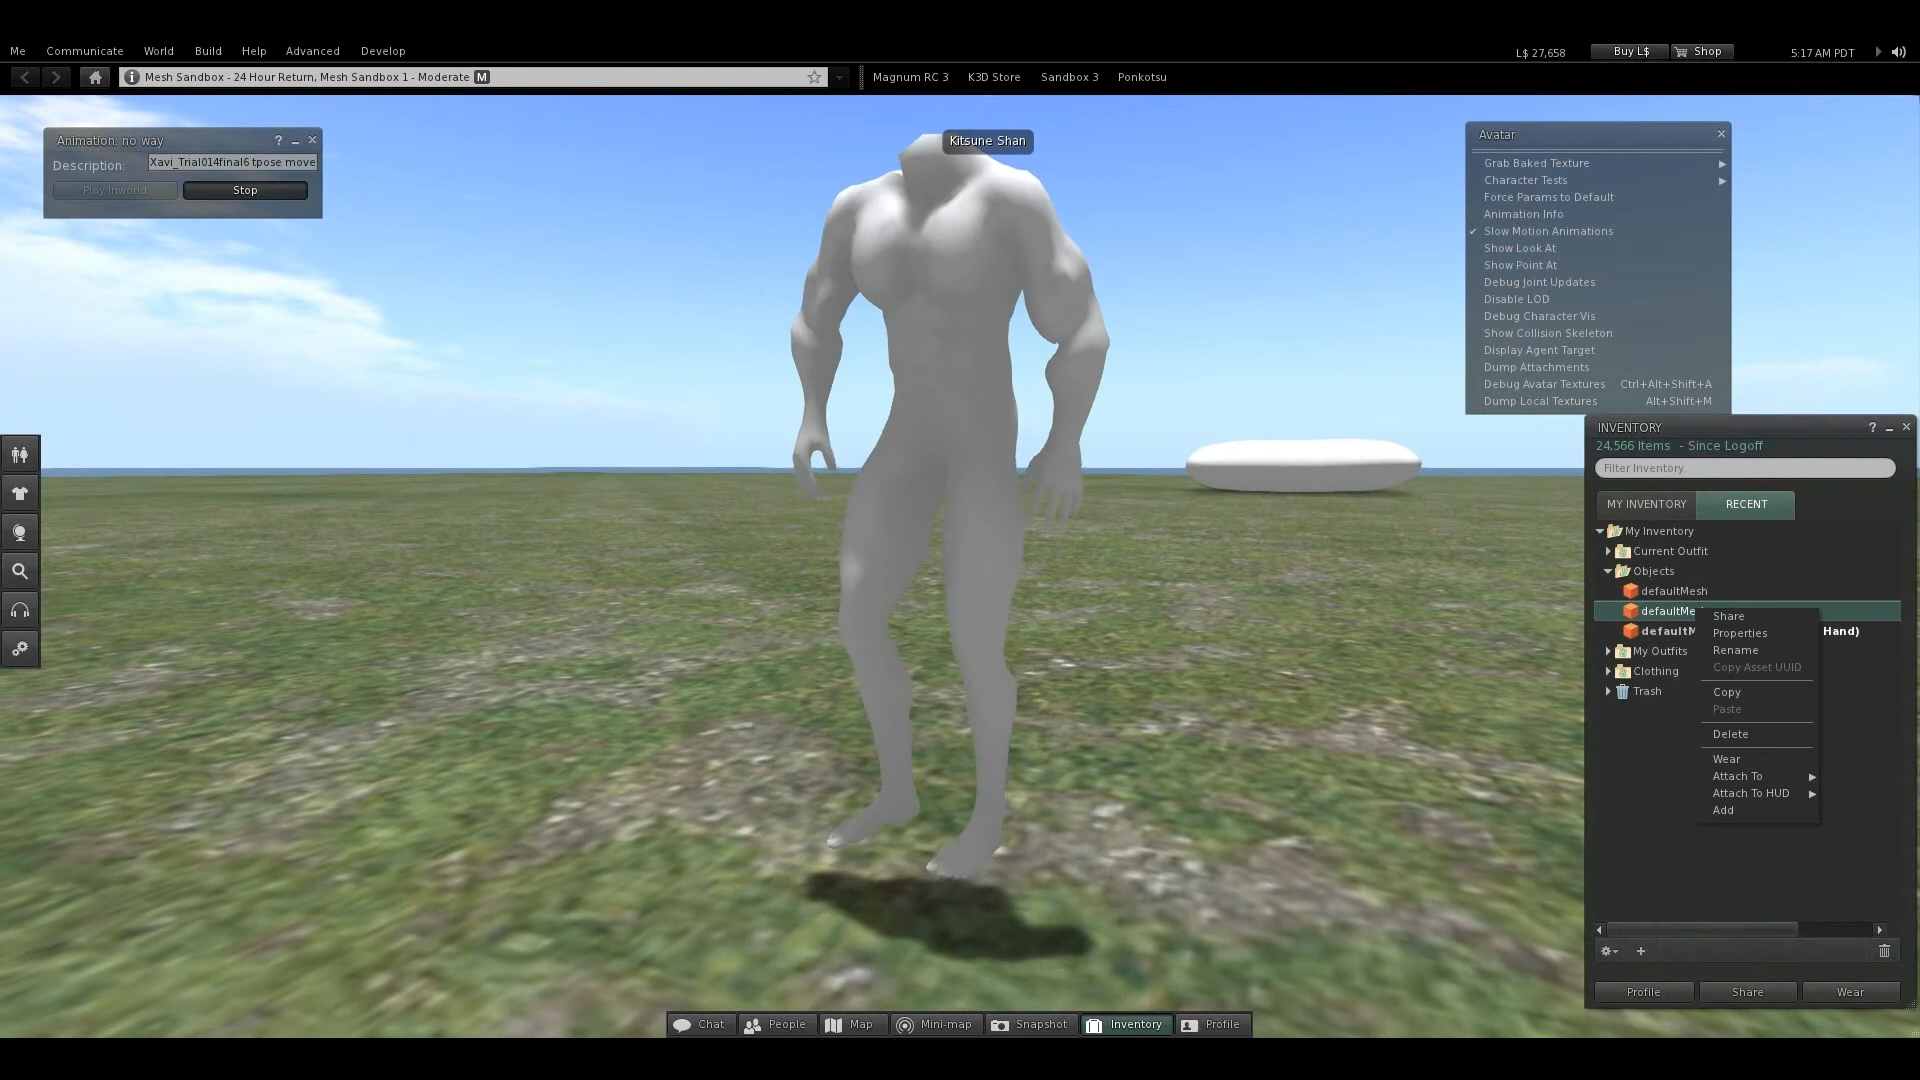 Me Communicate World Build Help Advanced Develop
L$ 27,658 Buy L$ Shop 5:17 AM PDT
Mesh Sandbox - 24 Hour Return, Mesh Sandbox 1 - Moderate M
Magnum RC 3 K3D Store Sandbox 3 Ponkotsu
Animation: no way ?
Description: Xavi_Trial014final6 tpose move
Play Inworld Stop
Kitsune Shan
Avatar
Grab Baked Texture
Character Tests
Force Params to Default
Animation Info
Slow Motion Animations
Show Look At
Show Point At
Debug Joint Updates
Disable LOD
Debug Character Vis
Show Collision Skeleton
Display Agent Target
Dump Attachments
Debug Avatar Textures Ctrl+Alt+Shift+A
Dump Local Textures Alt+Shift+M
INVENTORY ?
24,566 Items - Since Logoff
Filter Inventory
MY INVENTORY RECENT
My Inventory
Current Outfit
Objects
defaultMesh
defaultMe
defaultM Hand)
My Outfits
Clothing
Trash
Share
Properties
Rename
Copy Asset UUID
Copy
Paste
Delete
Wear
Attach To
Attach To HUD
Add
Profile Share Wear
Chat People Map Mini-map Snapshot Inventory Profile